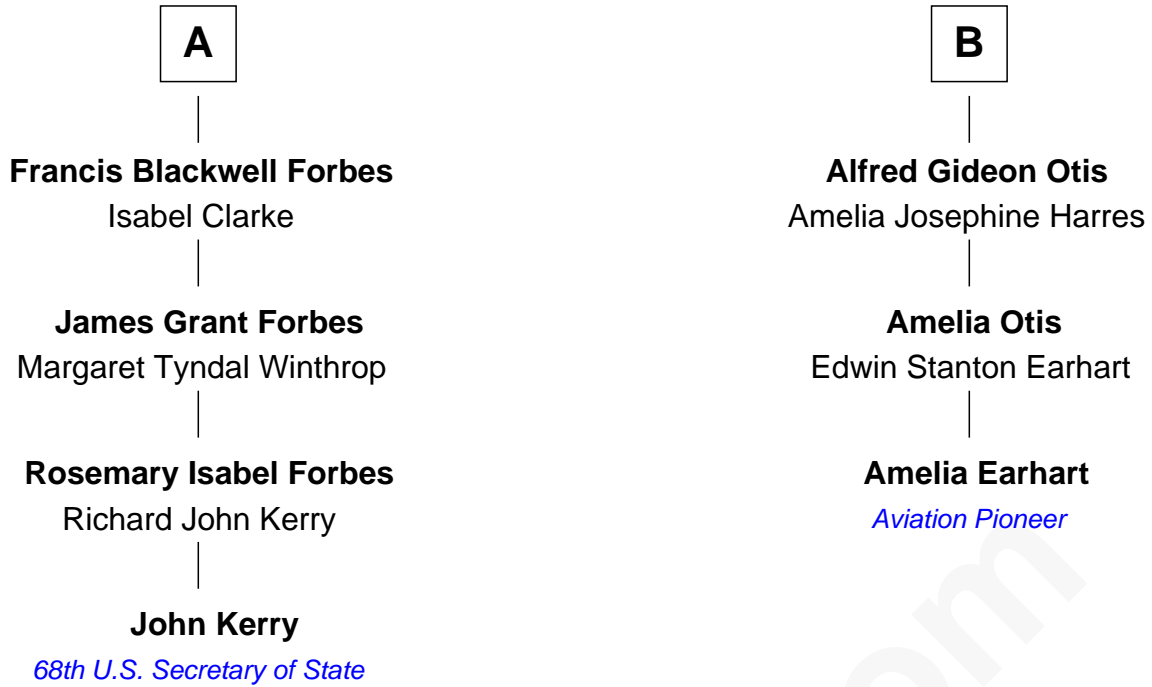 A
Francis Blackwell Forbes
Isabel Clarke
James Grant Forbes
Margaret Tyndal Winthrop
Rosemary Isabel Forbes
Richard John Kerry
John Kerry
68th U.S. Secretary of State
B
Alfred Gideon Otis
Amelia Josephine Harres
Amelia Otis
Edwin Stanton Earhart
Amelia Earhart
Aviation Pioneer
om